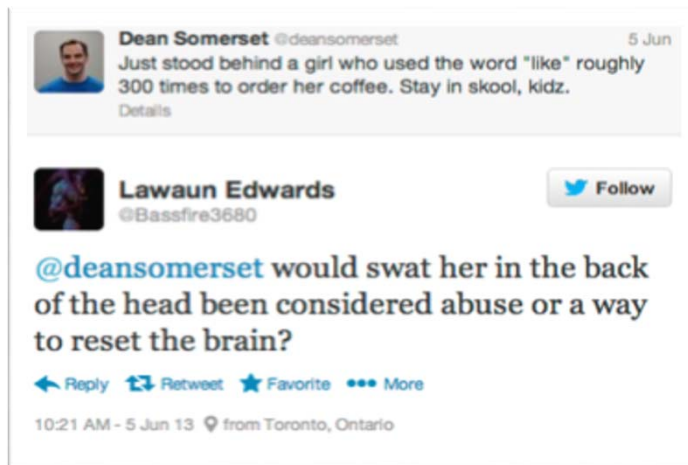 Dean Somerset @deansomerset 5 Jun
Just stood behind a girl who used the word "like" roughly
300 times to order her coffee. Stay in skool, kidz.
Details
Lawaun Edwards
@Bassfire3680
Follow
@deansomerset would swat her in the back
of the head been considered abuse or a way
to reset the brain?
Reply Retweet Favorite More
10:21 AM - 5 Jun 13 from Toronto, Ontario